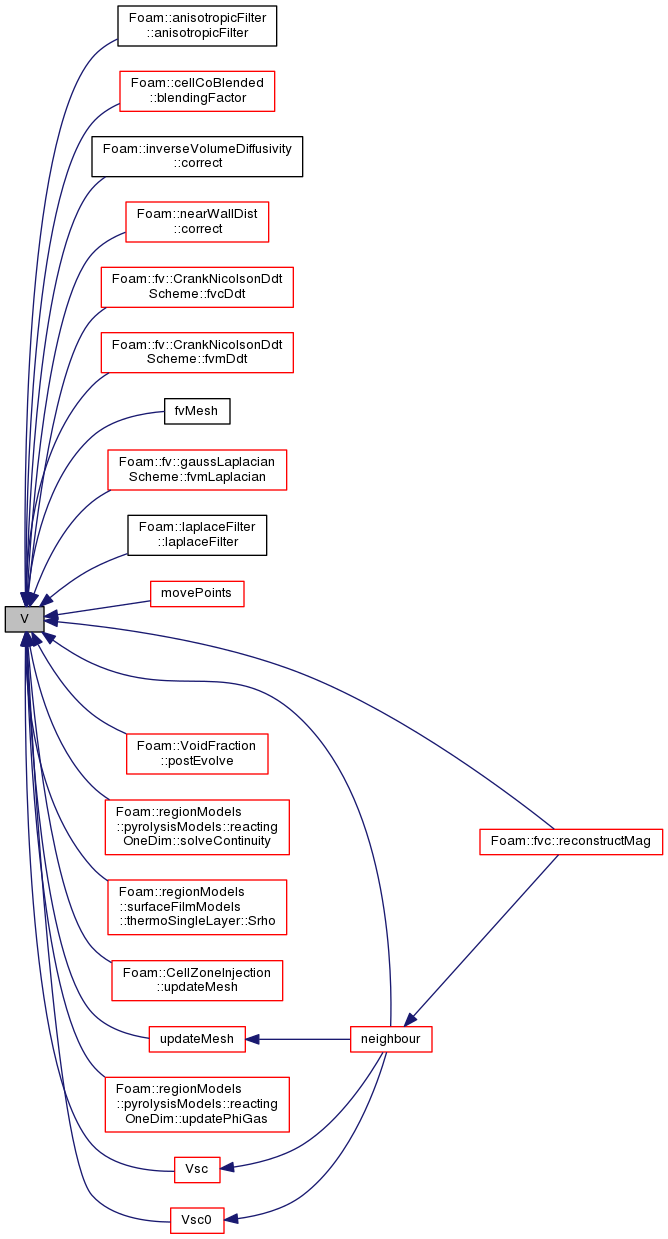 Foam::anisotropicFilter
::anisotropicFilter
Foam::cellCoBlended
::blendingFactor
Foam::inverseVolumeDiffusivity
::correct
Foam::nearWallDist
::correct
Foam::fv::CrankNicolsonDdt
Scheme::fvcDdt
Foam::fv::CrankNicolsonDdt
Scheme::fvmDdt
fvMesh
Foam::fv::gaussLaplacian
Scheme::fvmLaplacian
Foam::laplaceFilter
::laplaceFilter
movePoints
V
Foam::VoidFraction
::postEvolve
Foam::regionModels
::pyrolysisModels::reacting
OneDim::solveContinuity
Foam::fvc::reconstructMag
Foam::regionModels
::surfaceFilmModels
::thermoSingleLayer::Srho
Foam::CellZoneInjection
::updateMesh
updateMesh
neighbour
Foam::regionModels
::pyrolysisModels::reacting
OneDim::updatePhiGas
Vsc
Vsc0